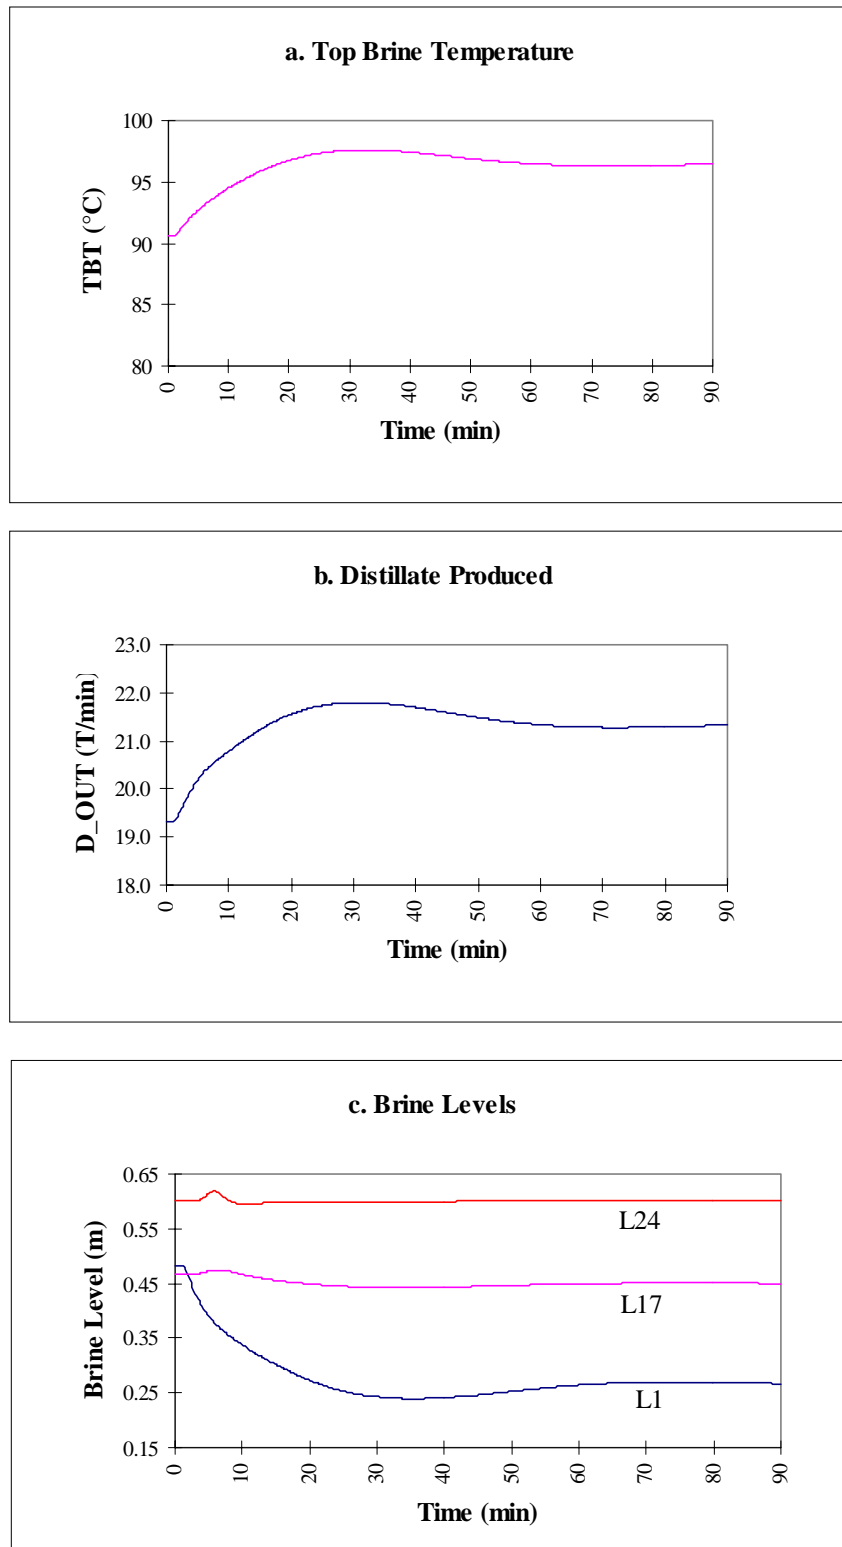 a. Top Brine Temperature
100
95
90
85
80
TBT (°C)
0 10 20 30 40 50 60 70 80 90
Time (min)
b. Distillate Produced
23.0
22.0
21.0
20.0
19.0
18.0
D_OUT (T/min)
0 10 20 30 40 50 60 70 80 90
Time (min)
c. Brine Levels
0.65
0.55
0.45
0.35
0.25
0.15
Brine Level (m)
L24
L17
L1
0 10 20 30 40 50 60 70 80 90
Time (min)